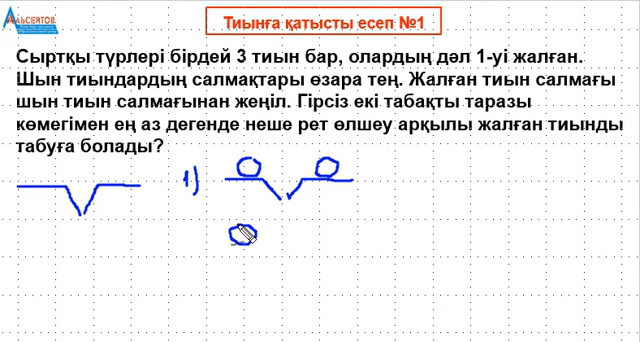 АЛЬСЕЙТОВ
Тиынға қатысты есеп №1
Сыртқы түрлері бірдей 3 тиын бар, олардың дәл 1-уі жалған.
Шын тиындардың салмақтары өзара тең. Жалған тиын салмағы
шын тиын салмағынан жеңіл. Гірсіз екі табақты таразы
көмегімен ең аз дегенде неше рет өлшеу арқылы жалған тиынды
табуға болады?
1)